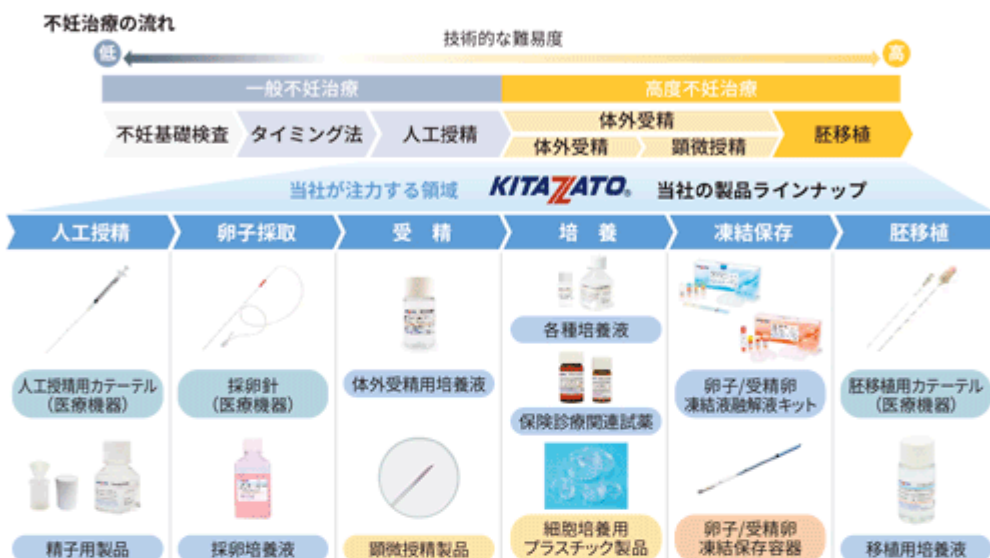 不妊治療の流れ
低
技術的な難易度
高
一般不妊治療
高度不妊治療
不妊基礎検査
タイミング法
人工授精
体外受精
体外受精
顕微授精
胚移植
当社が注力する領域
KITAZATO®
当社の製品ラインナップ
人工授精
卵子採取
受 精
培 養
凍結保存
胚移植
人工授精用カテーテル
(医療機器)
採卵針
(医療機器)
体外受精用培養液
各種培養液
保険診療関連試薬
卵子/受精卵
凍結液融解液キット
胚移植用カテーテル
(医療機器)
精子用製品
採卵培養液
顕微授精製品
細胞培養用
プラスチック製品
卵子/受精卵
凍結保存容器
移植用培養液